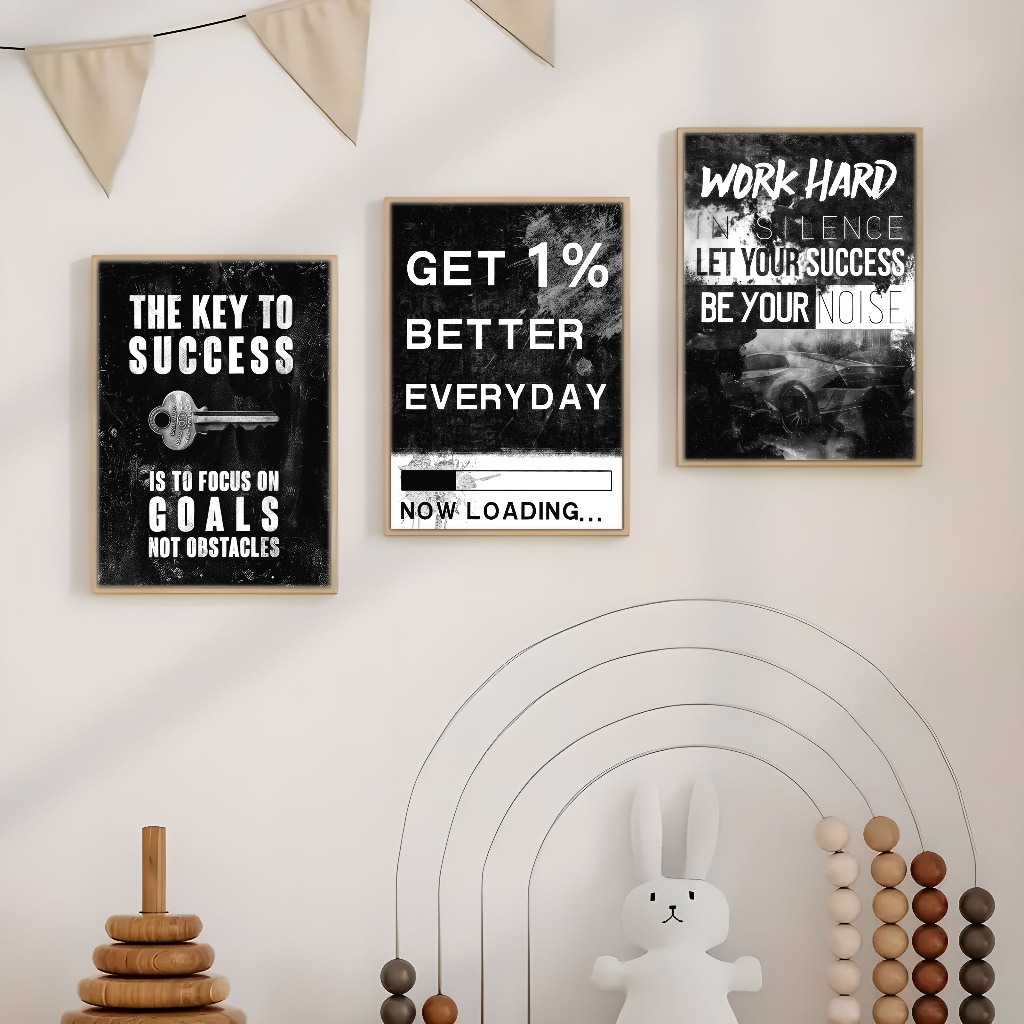 THE KEY TO
SUCCESS
IS TO FOCUS ON
GOALS
NOT OBSTACLES
GET 1%
BETTER
EVERYDAY
NOW LOADING...
WORK HARD
IN SILENCE
LET YOUR SUCCESS
BE YOUR NOISE